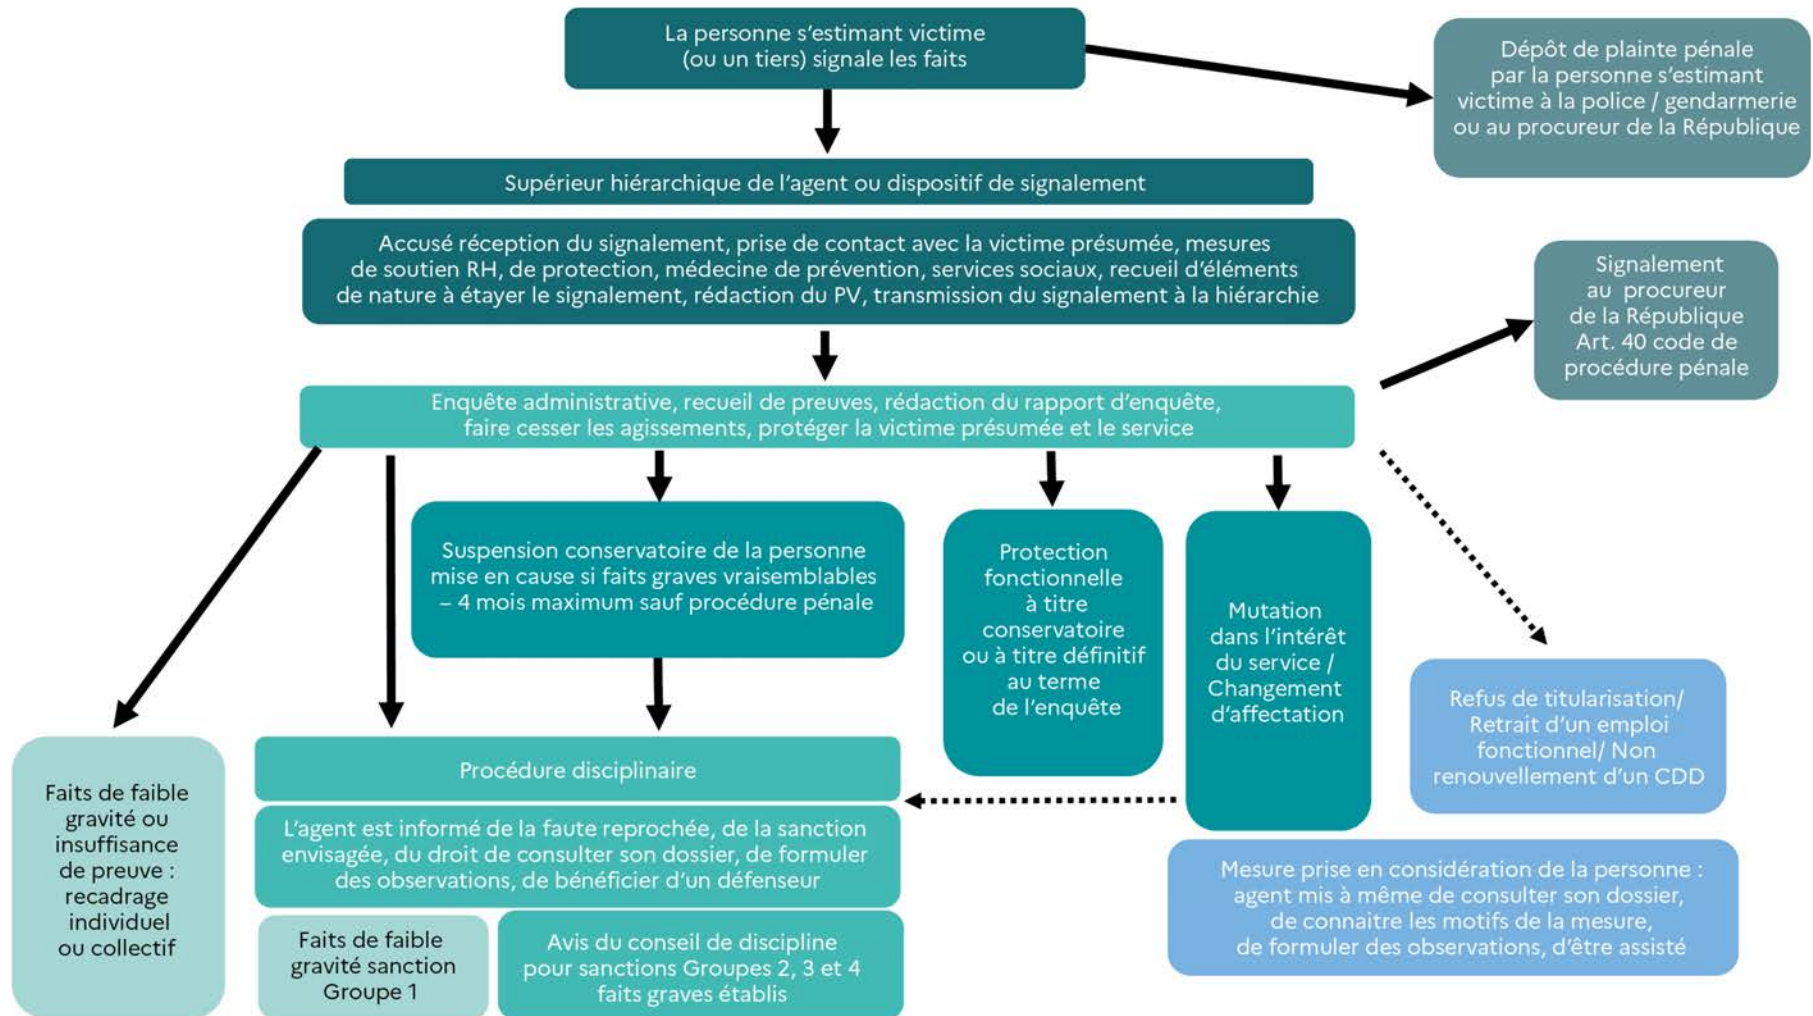 La personne s'estimant victime
(ou un tiers) signale les faits
Dépôt de plainte pénale
par la personne s'estimant
victime à la police / gendarmerie
ou au procureur de la République
Supérieur hiérarchique de l'agent ou dispositif de signalement
Accusé réception du signalement, prise de contact avec la victime présumée, mesures
de soutien RH, de protection, médecine de prévention, services sociaux, recueil d'éléments
de nature à étayer le signalement, rédaction du PV, transmission du signalement à la hiérarchie
Signalement
au procureur
de la République
Art. 40 code de
procédure pénale
Enquête administrative, recueil de preuves, rédaction du rapport d'enquête,
faire cesser les agissements, protéger la victime présumée et le service
Suspension conservatoire de la personne
mise en cause si faits graves vraisemblables
– 4 mois maximum sauf procédure pénale
Protection
fonctionnelle
à titre
conservatoire
ou à titre définitif
au terme
de l'enquête
Mutation
dans l'intérêt
du service /
Changement
d'affectation
Refus de titularisation/
Retrait d'un emploi
fonctionnel/ Non
renouvellement d'un CDD
Faits de faible
gravité ou
insuffisance
de preuve :
recadrage
individuel
ou collectif
Procédure disciplinaire
L'agent est informé de la faute reprochée, de la sanction
envisagée, du droit de consulter son dossier, de formuler
des observations, de bénéficier d'un défenseur
Faits de faible
gravité sanction
Groupe 1
Avis du conseil de discipline
pour sanctions Groupes 2, 3 et 4
faits graves établis
Mesure prise en considération de la personne :
agent mis à même de consulter son dossier,
de connaitre les motifs de la mesure,
de formuler des observations, d'être assisté